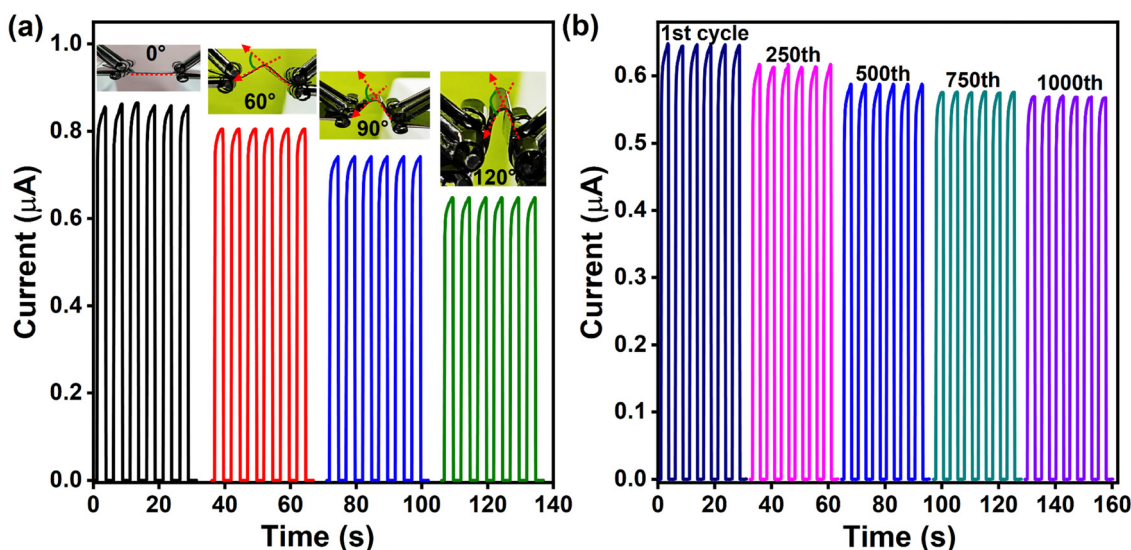 (a)
0°
60°
90°
120°
1.0
0.8
0.6
0.4
0.2
0.0
Current (µA)
0 20 40 60 80 100 120 140
Time (s)
(b)
1st cycle
250th
500th
750th
1000th
0.6
0.5
0.4
0.3
0.2
0.1
0.0
Current (µA)
0 20 40 60 80 100 120 140 160
Time (s)